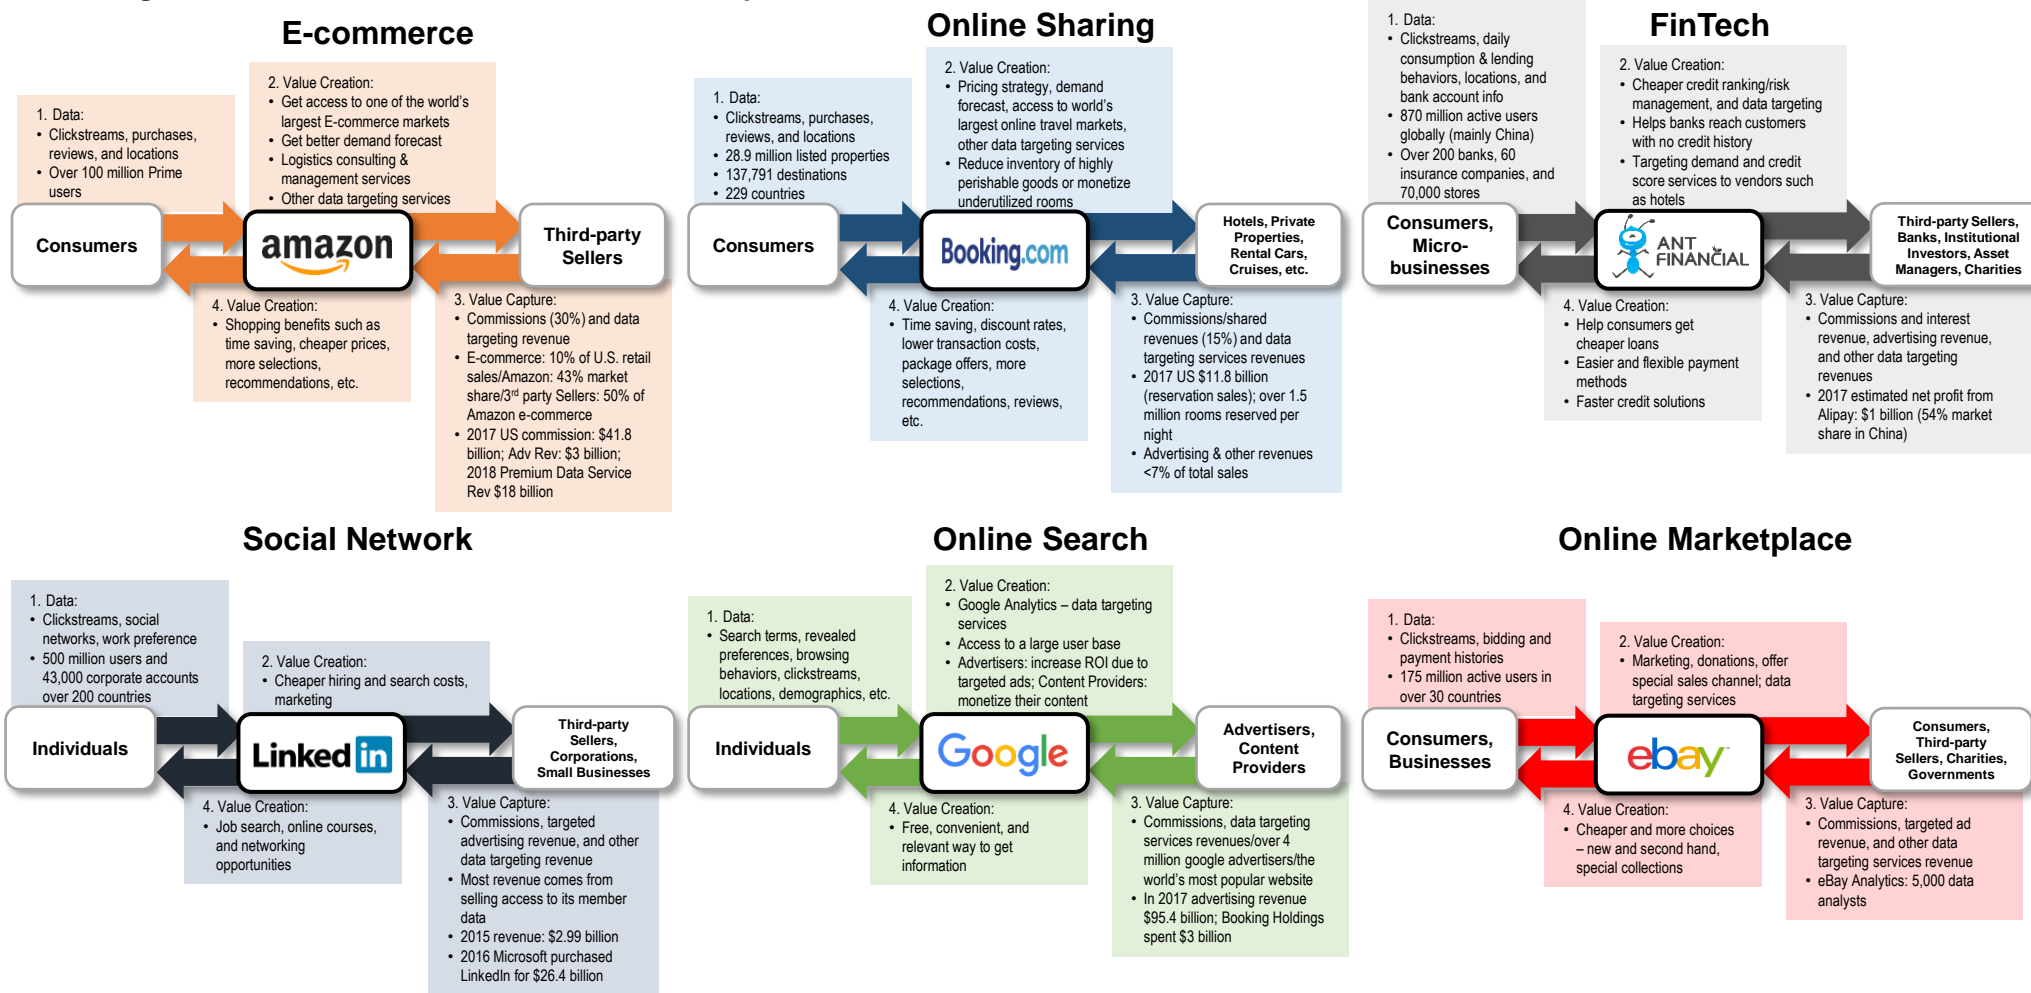 E-commerce
1. Data:
• Clickstreams, purchases,
reviews, and locations
• Over 100 million Prime
users
2. Value Creation:
• Get access to one of the world's
largest E-commerce markets
• Get better demand forecast
• Logistics consulting &
management services
• Other data targeting services
Consumers
amazon
Third-party
Sellers
4. Value Creation:
• Shopping benefits such as
time saving, cheaper prices,
more selections,
recommendations, etc.
3. Value Capture:
• Commissions (30%) and data
targeting revenue
• E-commerce: 10% of U.S. retail
sales/Amazon: 43% market
share/3rd party Sellers: 50% of
Amazon e-commerce
• 2017 US commission: $41.8
billion; Adv Rev: $3 billion;
2018 Premium Data Service
Rev $18 billion
Online Sharing
1. Data:
• Clickstreams, purchases,
reviews, and locations
• 28.9 million listed properties
• 137,791 destinations
• 229 countries
2. Value Creation:
• Pricing strategy, demand
forecast, access to world's
largest online travel markets,
other data targeting services
• Reduce inventory of highly
perishable goods or monetize
underutilized rooms
Consumers
Booking.com
Hotels, Private
Properties,
Rental Cars,
Cruises, etc.
4. Value Creation:
• Time saving, discount rates,
lower transaction costs,
package offers, more
selections,
recommendations, reviews,
etc.
3. Value Capture:
• Commissions/shared
revenues (15%) and data
targeting services revenues
• 2017 US $11.8 billion
(reservation sales); over 1.5
million rooms reserved per
night
• Advertising & other revenues
<7% of total sales
FinTech
1. Data:
• Clickstreams, daily
consumption & lending
behaviors, locations, and
bank account info
• 870 million active users
globally (mainly China)
• Over 200 banks, 60
insurance companies, and
70,000 stores
2. Value Creation:
• Cheaper credit ranking/risk
management, and data targeting
• Helps banks reach customers
with no credit history
• Targeting demand and credit
score services to vendors such
as hotels
Consumers,
Micro-
businesses
ANT
FINANCIAL
Third-party Sellers,
Banks, Institutional
Investors, Asset
Managers, Charities
4. Value Creation:
• Help consumers get
cheaper loans
• Easier and flexible payment
methods
• Faster credit solutions
3. Value Capture:
• Commissions and interest
revenue, advertising revenue,
and other data targeting
revenues
• 2017 estimated net profit from
Alipay: $1 billion (54% market
share in China)
Social Network
1. Data:
• Clickstreams, social
networks, work preference
• 500 million users and
43,000 corporate accounts
over 200 countries
2. Value Creation:
• Cheaper hiring and search costs,
marketing
Individuals
Linked in
Third-party
Sellers,
Corporations,
Small Businesses
4. Value Creation:
• Job search, online courses,
and networking
opportunities
3. Value Capture:
• Commissions, targeted
advertising revenue, and other
data targeting revenue
• Most revenue comes from
selling access to its member
data
• 2015 revenue: $2.99 billion
• 2016 Microsoft purchased
LinkedIn for $26.4 billion
Online Search
1. Data:
• Search terms, revealed
preferences, browsing
behaviors, clickstreams,
locations, demographics, etc.
2. Value Creation:
• Google Analytics – data targeting
services
• Access to a large user base
• Advertisers: increase ROI due to
targeted ads; Content Providers:
monetize their content
Individuals
Google
Advertisers,
Content
Providers
4. Value Creation:
• Free, convenient, and
relevant way to get
information
3. Value Capture:
• Commissions, data targeting
services revenues/over 4
million google advertisers/the
world's most popular website
• In 2017 advertising revenue
$95.4 billion; Booking Holdings
spent $3 billion
Online Marketplace
1. Data:
• Clickstreams, bidding and
payment histories
• 175 million active users in
over 30 countries
2. Value Creation:
• Marketing, donations, offer
special sales channel; data
targeting services
Consumers,
Businesses
ebay
Consumers,
Third-party
Sellers, Charities,
Governments
4. Value Creation:
• Cheaper and more choices
– new and second hand,
special collections
3. Value Capture:
• Commissions, targeted ad
revenue, and other data
targeting services revenue
• eBay Analytics: 5,000 data
analysts